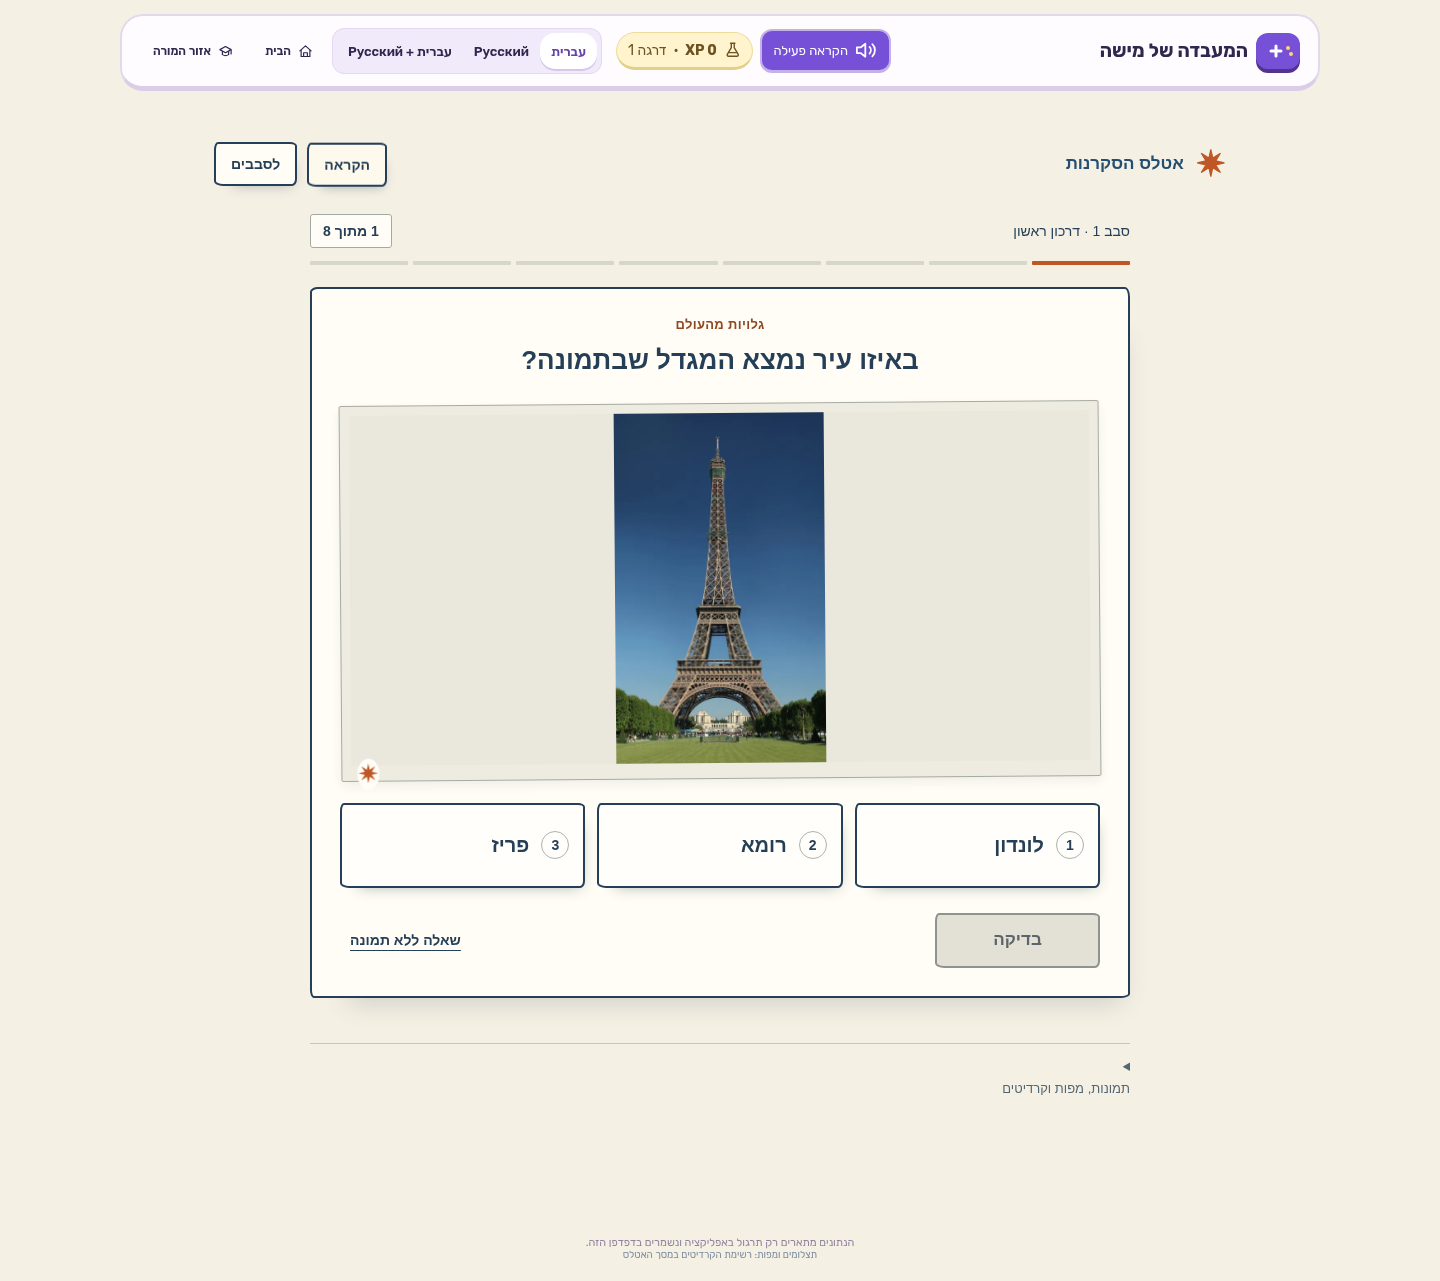 המעבדה של מישה
הקראה פעילה
XP 0 • דרגה 1
עברית
Русский
עברית + Русский
הבית
אזור המורה
אטלס הסקרנות
הקראה
לסבבים
סבב 1 · דרכון ראשון
1 מתוך 8
גלויות מהעולם
באיזו עיר נמצא המגדל שבתמונה?
1 לונדון
2 רומא
3 פריז
בדיקה
שאלה ללא תמונה
תמונות, מפות וקרדיטים
הנתונים מתארים רק תרגול באפליקציה ונשמרים בדפדפן הזה.
תצלומים ומפות: רשימת הקרדיטים במסך האטלס